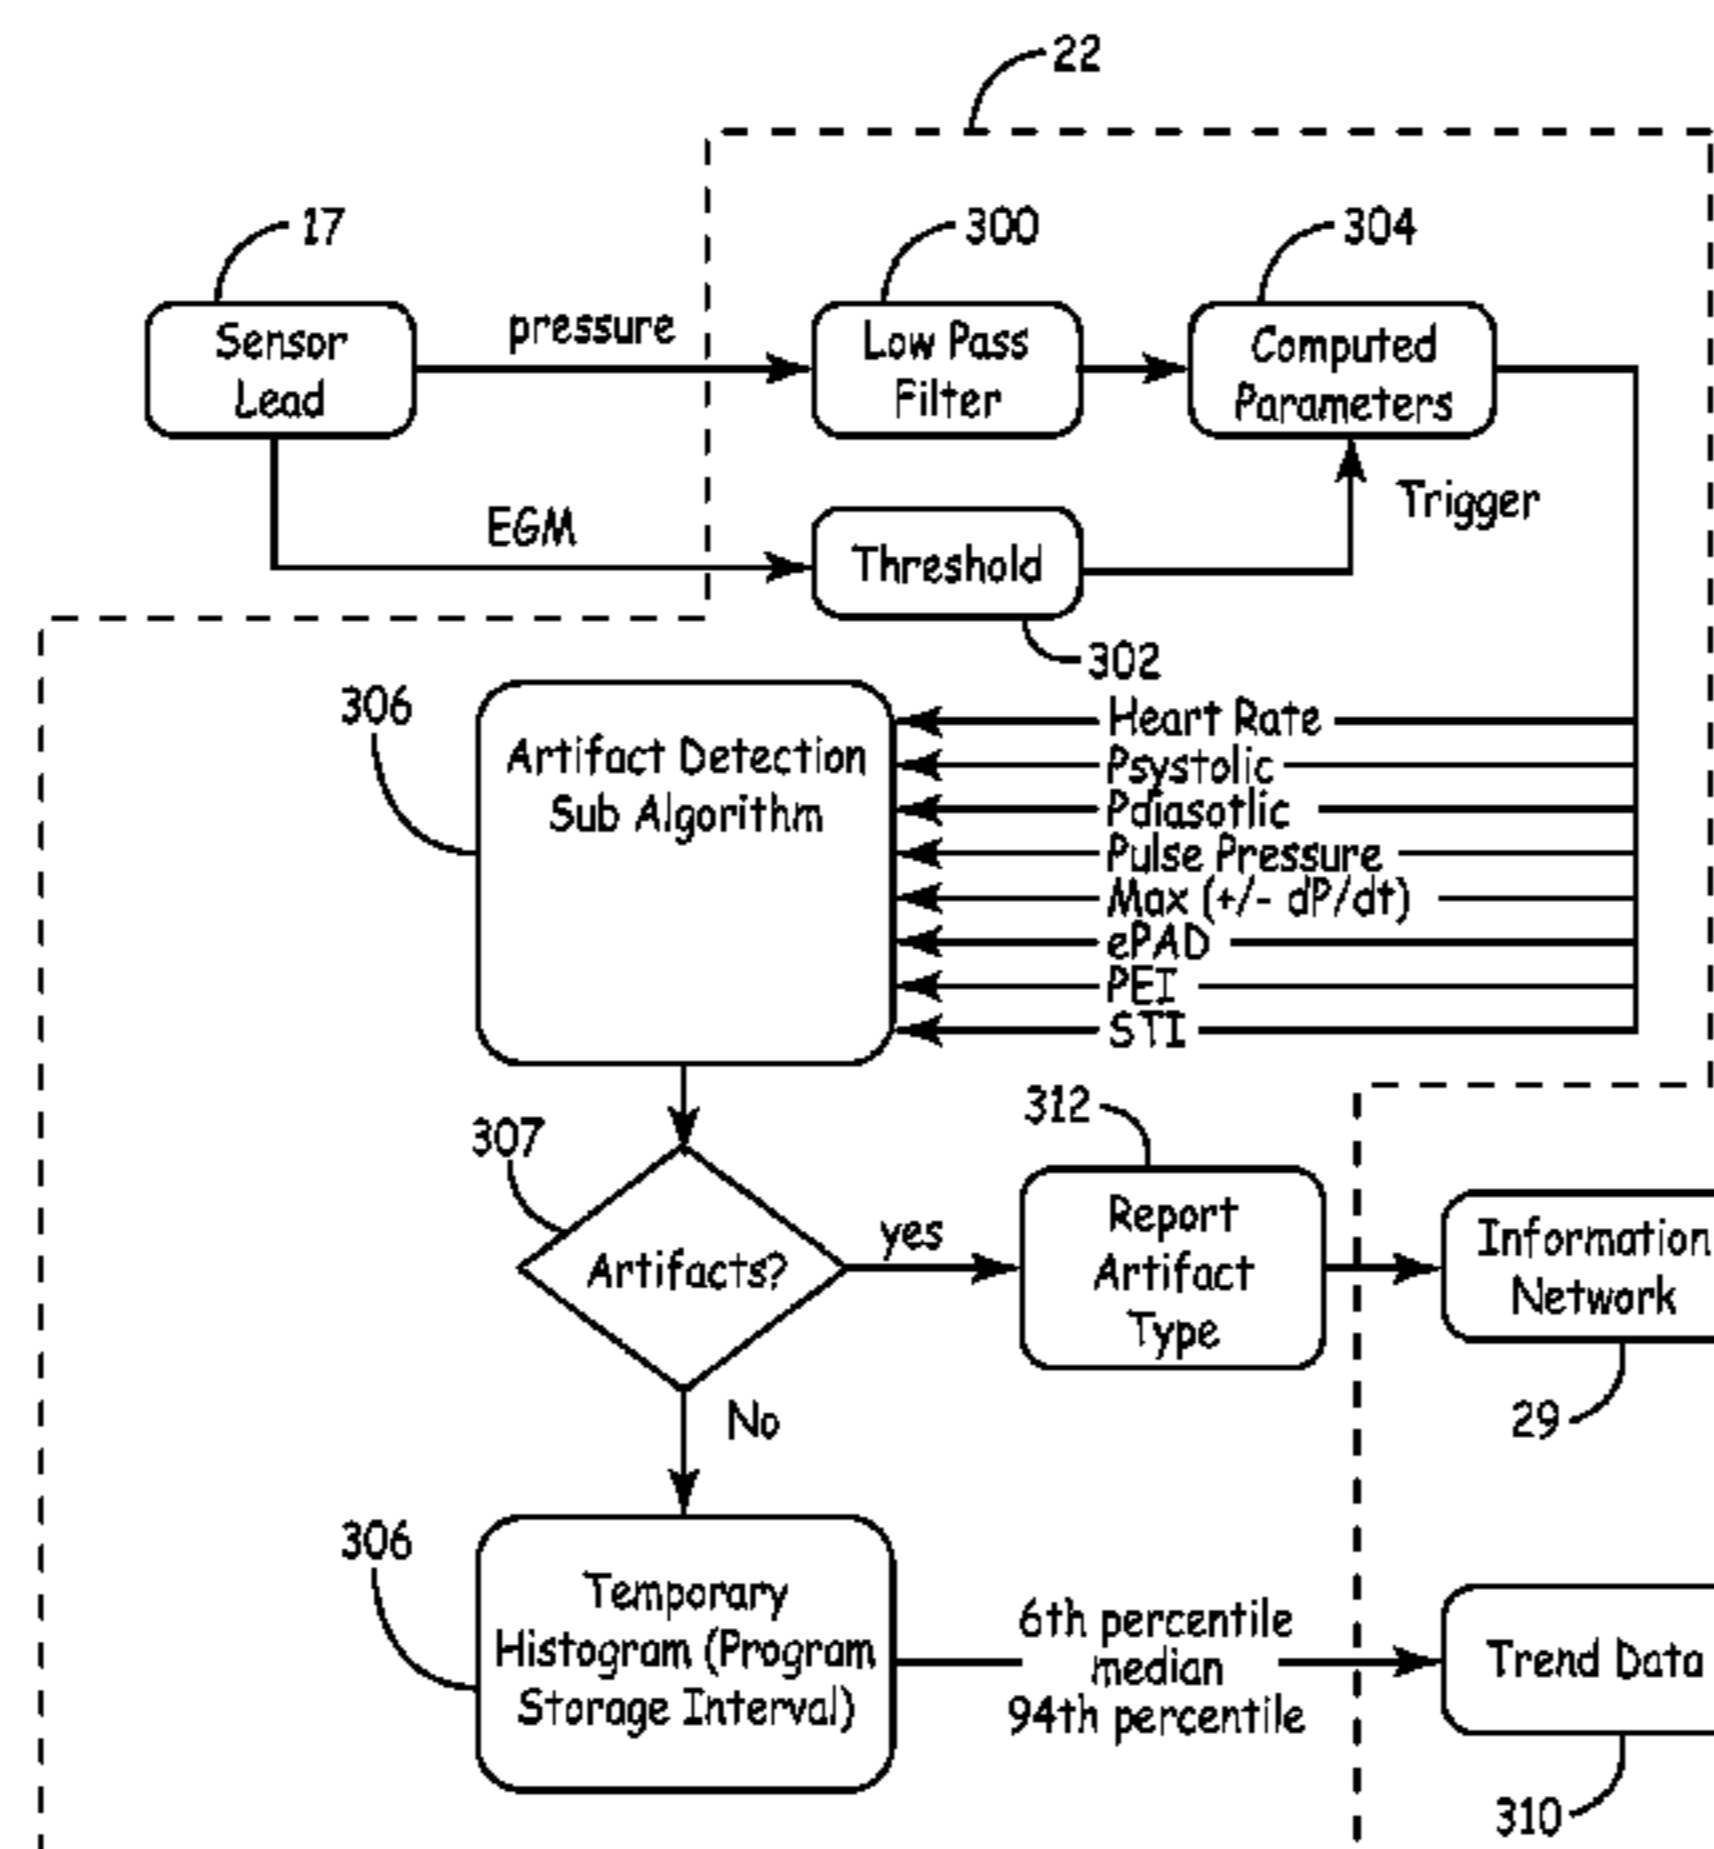 22
17
300
304
Sensor
Lead
pressure
Low Pass
Filter
Computed
Parameters
EGM
Threshold
Trigger
302
306
Artifact Detection
Sub Algorithm
Heart Rate
Psystolic
Pdiasotlic
Pulse Pressure
Max (+/- dP/dt)
ePAD
PEI
STI
307
312
Artifacts?
yes
Report
Artifact
Type
Information
Network
29
No
306
Temporary
Histogram (Program
Storage Interval)
6th percentile
median
94th percentile
Trend Data
310